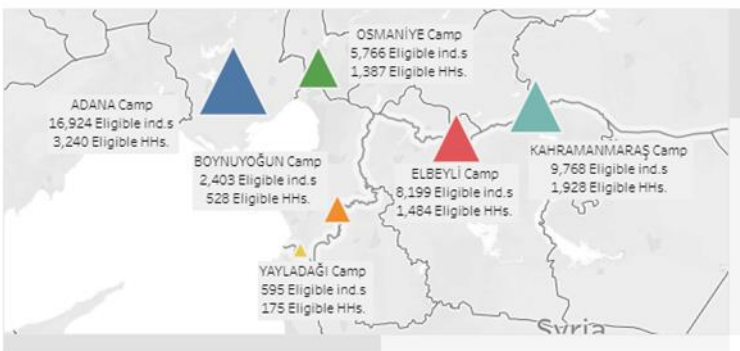 OSMANİYE Camp
5,766 Eligible ind.s
1,387 Eligible HHs.
ADANA Camp
16,924 Eligible ind.s
3,240 Eligible HHs.
BOYNUYOĞUN Camp
2,403 Eligible ind.s
528 Eligible HHs.
ELBEYLİ Camp
8,199 Eligible ind.s
1,484 Eligible HHs.
KAHRAMANMARAŞ Camp
9,768 Eligible ind.s
1,928 Eligible HHs.
YAYLADAĞI Camp
595 Eligible ind.s
175 Eligible HHs.
Syria